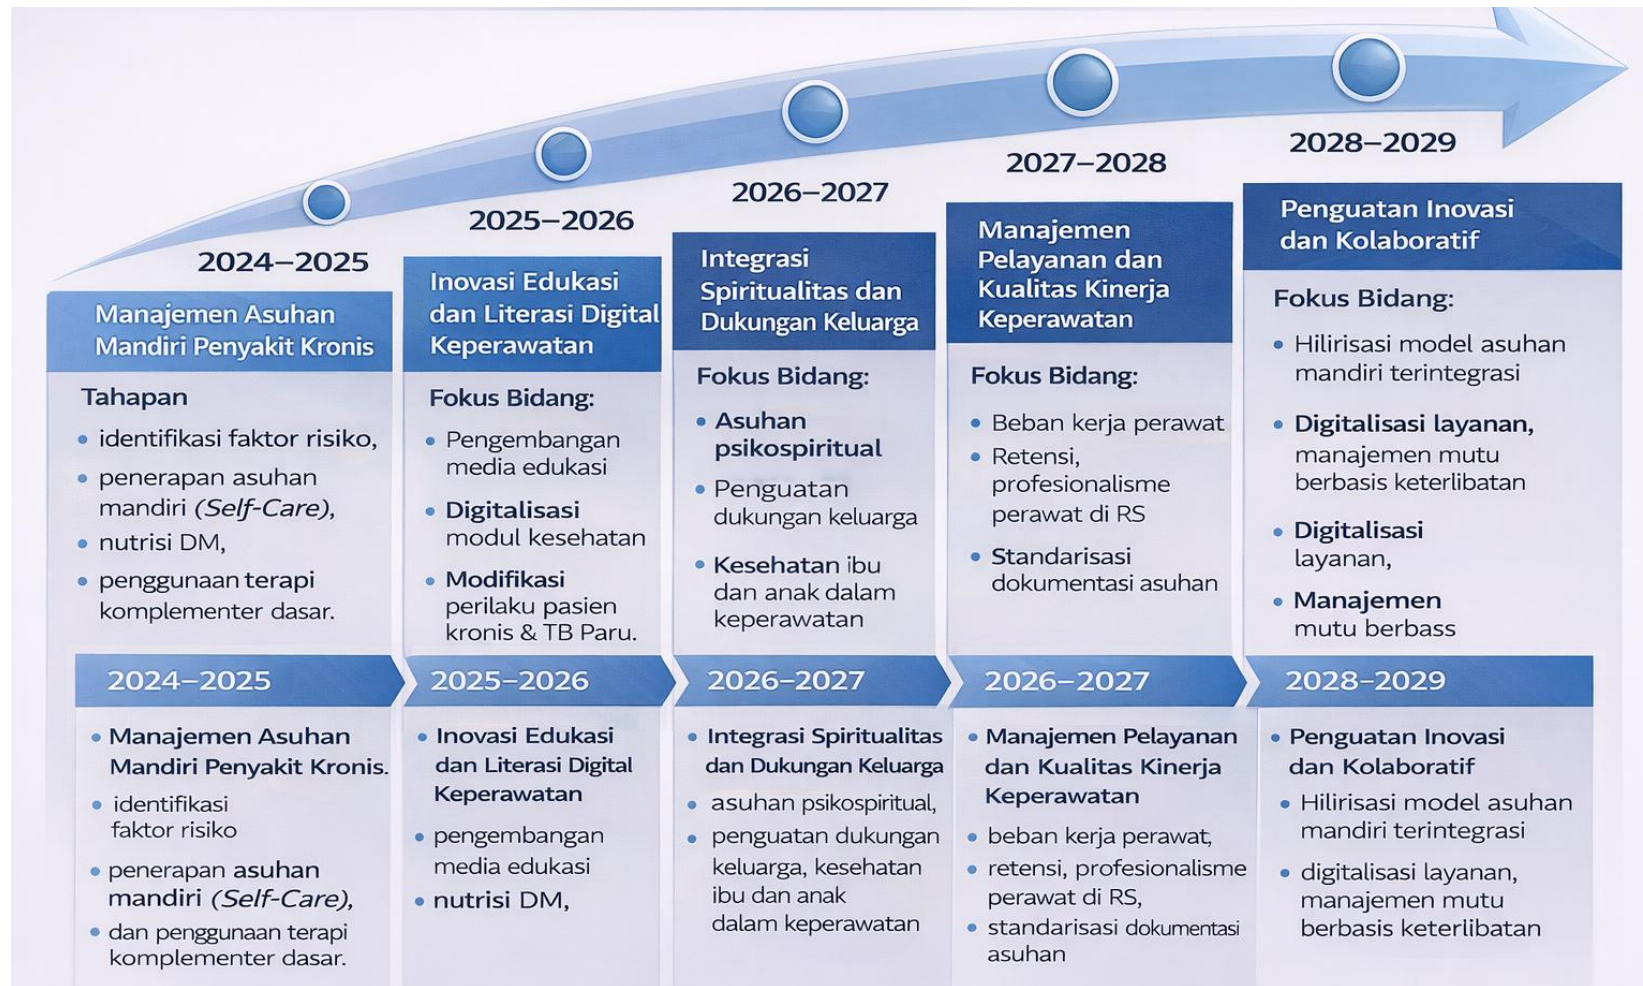 2024–2025
2025–2026
2026–2027
2027–2028
2028–2029
Manajemen Asuhan
Mandiri Penyakit Kronis
Tahapan
• identifikasi faktor risiko,
• penerapan asuhan
mandiri (Self-Care),
• nutrisi DM,
• penggunaan terapi
komplementer dasar.
Inovasi Edukasi
dan Literasi Digital
Keperawatan
Fokus Bidang:
• Pengembangan
media edukasi
• Digitalisasi
modul kesehatan
• Modifikasi
perilaku pasien
kronis & TB Paru.
Integrasi
Spiritualitas dan
Dukungan Keluarga
Fokus Bidang:
• Asuhan
psikospiritual
• Penguatan
dukungan keluarga
• Kesehatan ibu
dan anak dalam
keperawatan
Manajemen
Pelayanan dan
Kualitas Kinerja
Keperawatan
Fokus Bidang:
• Beban kerja perawat
• Retensi,
profesionalisme
perawat di RS
• Standarisasi
dokumentasi asuhan
Penguatan Inovasi
dan Kolaboratif
Fokus Bidang:
• Hilirisasi model asuhan
mandiri terintegrasi
• Digitalisasi layanan,
manajemen mutu
berbasis keterlibatan
• Digitalisasi
layanan,
• Manajemen
mutu berbass
2024–2025
• Manajemen Asuhan
Mandiri Penyakit Kronis.
• identifikasi
faktor risiko
• penerapan asuhan
mandiri (Self-Care),
• dan penggunaan terapi
komplementer dasar.
2025–2026
• Inovasi Edukasi
dan Literasi Digital
Keperawatan
• pengembangan
media edukasi
• nutrisi DM,
2026–2027
• Integrasi Spiritualitas
dan Dukungan Keluarga
• asuhan psikospiritual,
• penguatan dukungan
keluarga, kesehatan
ibu dan anak
dalam keperawatan
2026–2027
• Manajemen Pelayanan
dan Kualitas Kinerja
Keperawatan
• beban kerja perawat,
• retensi, profesionalisme
perawat di RS,
• standarisasi dokumentasi
asuhan
2028–2029
• Penguatan Inovasi
dan Kolaboratif
• Hilirisasi model asuhan
mandiri terintegrasi
• digitalisasi layanan,
manajemen mutu
berbasis keterlibatan